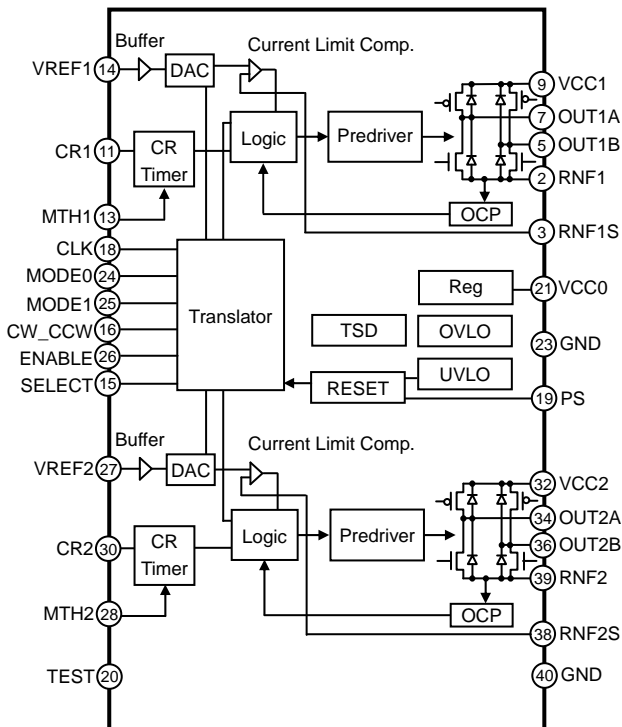 Buffer
Current Limit Comp.
VREF1 14
DAC
9 VCC1
7 OUT1A
Logic
Predriver
CR1 11
CR Timer
5 OUT1B
2 RNF1
MTH1 13
OCP
3 RNF1S
CLK 18
MODE0 24
Reg
21 VCC0
MODE1 25
Translator
CW_CCW 16
TSD
OVLO
23 GND
ENABLE 26
UVLO
SELECT 15
RESET
19 PS
Buffer
Current Limit Comp.
VREF2 27
DAC
32 VCC2
34 OUT2A
Logic
Predriver
CR2 30
CR Timer
36 OUT2B
39 RNF2
MTH2 28
OCP
38 RNF2S
TEST 20
40 GND